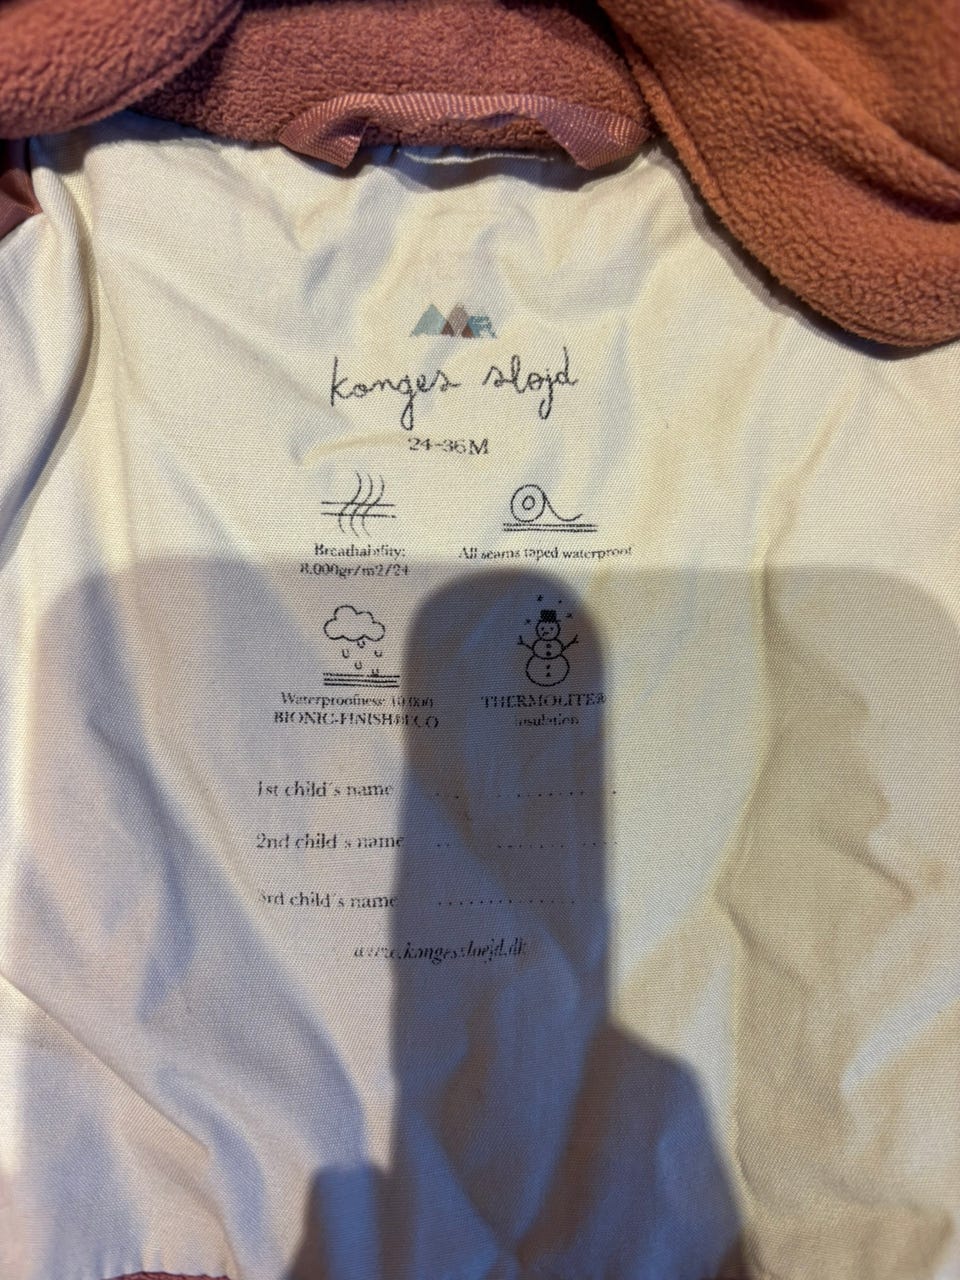 konges sløjd
24-36M
Breathability:
8.000gr/m2/24
All seams taped waterproof
Waterproofness: 10.000
BIONIC-FINISH®ECO
THERMOLITE®
insulation
1st child's name
2nd child's name
3rd child's name
www.kongessloejd.dk